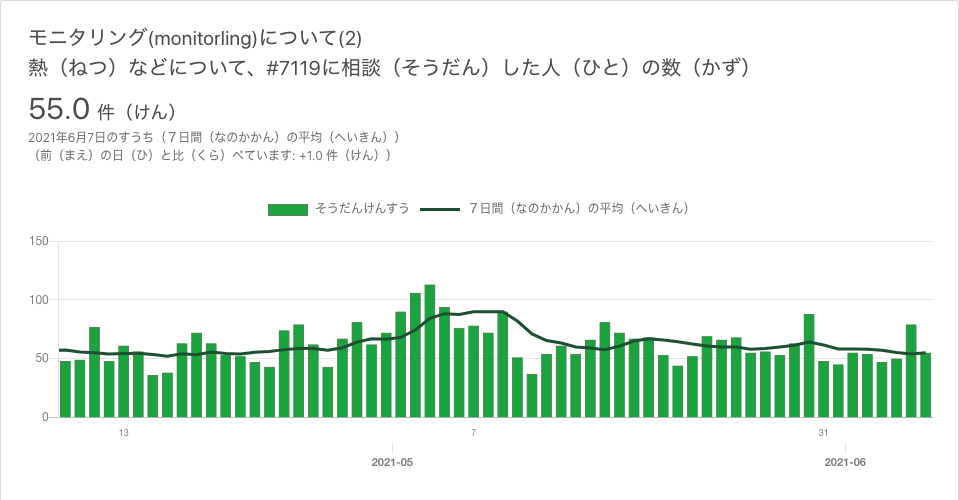 モニタリング(monitorling)について(2)
熱（ねつ）などについて、#7119に相談（そうだん）した人（ひと）の数（かず）
55.0 件（けん）
2021年6月7日のすうち（７日間（なのかかん）の平均（へいきん））
（前（まえ）の日（ひ）と比（くら）べています: +1.0 件（けん））
そうだんけんすう ７日間（なのかかん）の平均（へいきん）
150
100
50
0
13 7 31
2021-05 2021-06